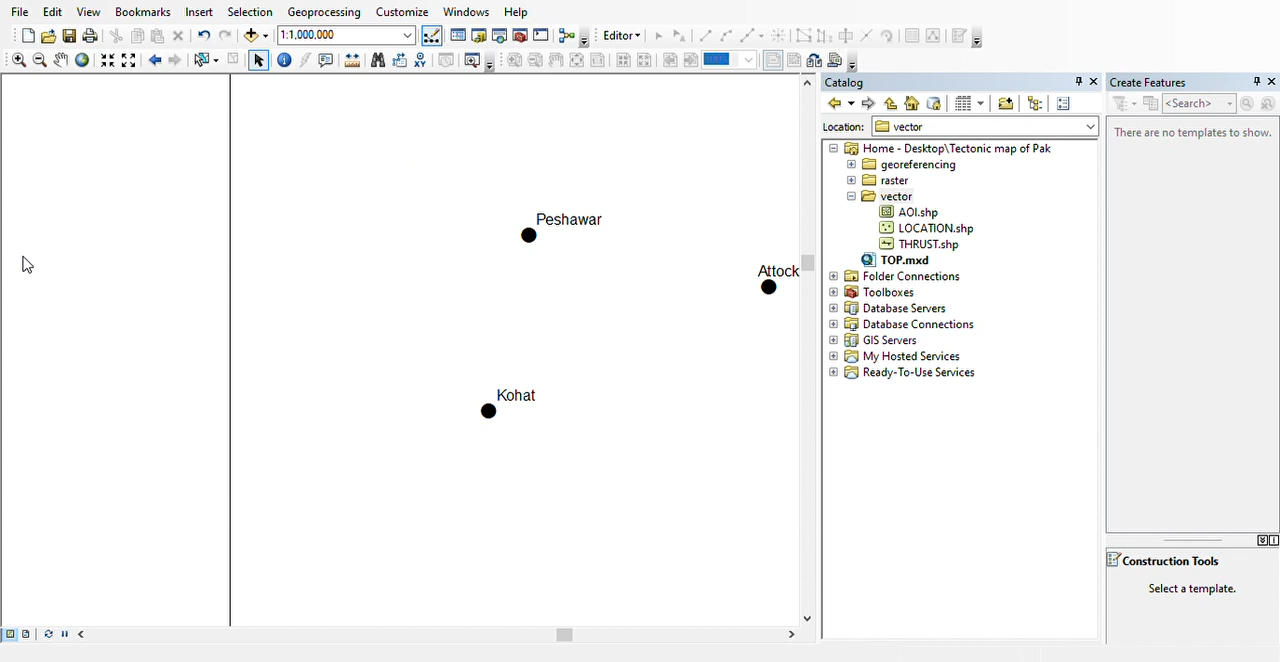 File Edit View Bookmarks Insert Selection Geoprocessing Customize Windows Help
1:1,000,000 Editor
Catalog
Create Features
<Search>
Location: vector
There are no templates to show.
Home - Desktop\Tectonic map of Pak
georeferencing
raster
vector
AOI.shp
LOCATION.shp
THRUST.shp
TOP.mxd
Folder Connections
Toolboxes
Database Servers
Database Connections
GIS Servers
My Hosted Services
Ready-To-Use Services
Peshawar
Attock
Kohat
Construction Tools
Select a template.